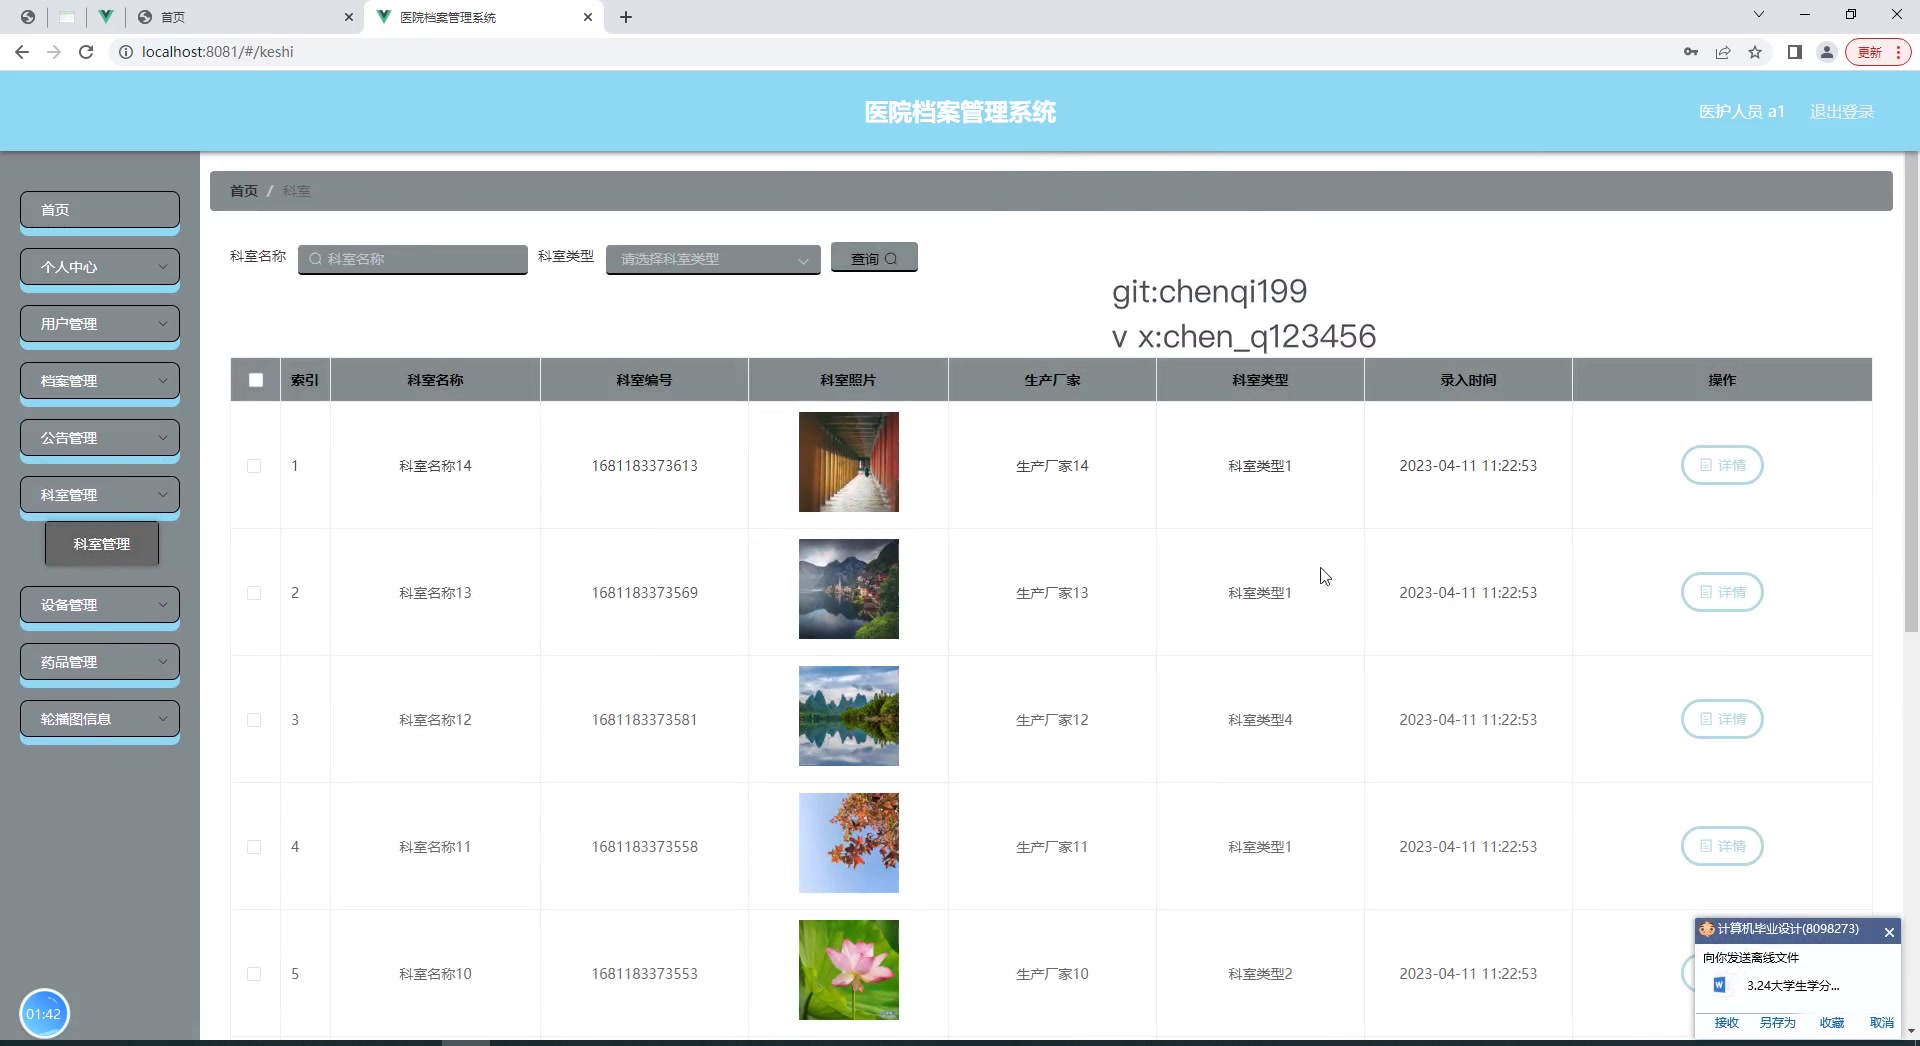 首页
医院档案管理系统
localhost:8081/#/keshi
更新
医院档案管理系统
医护人员 a1 退出登录
首页
个人中心
用户管理
档案管理
公告管理
科室管理
科室管理
设备管理
药品管理
轮播图信息
01:42
首页 / 科室
科室名称 科室名称 科室类型 请选择科室类型 查询
git:chenqi199
v x:chen_q123456
索引 科室名称 科室编号 科室照片 生产厂家 科室类型 录入时间 操作
1 科室名称14 1681183373613 生产厂家14 科室类型1 2023-04-11 11:22:53 详情
2 科室名称13 1681183373569 生产厂家13 科室类型1 2023-04-11 11:22:53 详情
3 科室名称12 1681183373581 生产厂家12 科室类型4 2023-04-11 11:22:53 详情
4 科室名称11 1681183373558 生产厂家11 科室类型1 2023-04-11 11:22:53 详情
5 科室名称10 1681183373553 生产厂家10 科室类型2 2023-04-11 11:22:53
计算机毕业设计(8098273)
向你发送离线文件
3.24大学生学分...
接收 另存为 收藏 取消